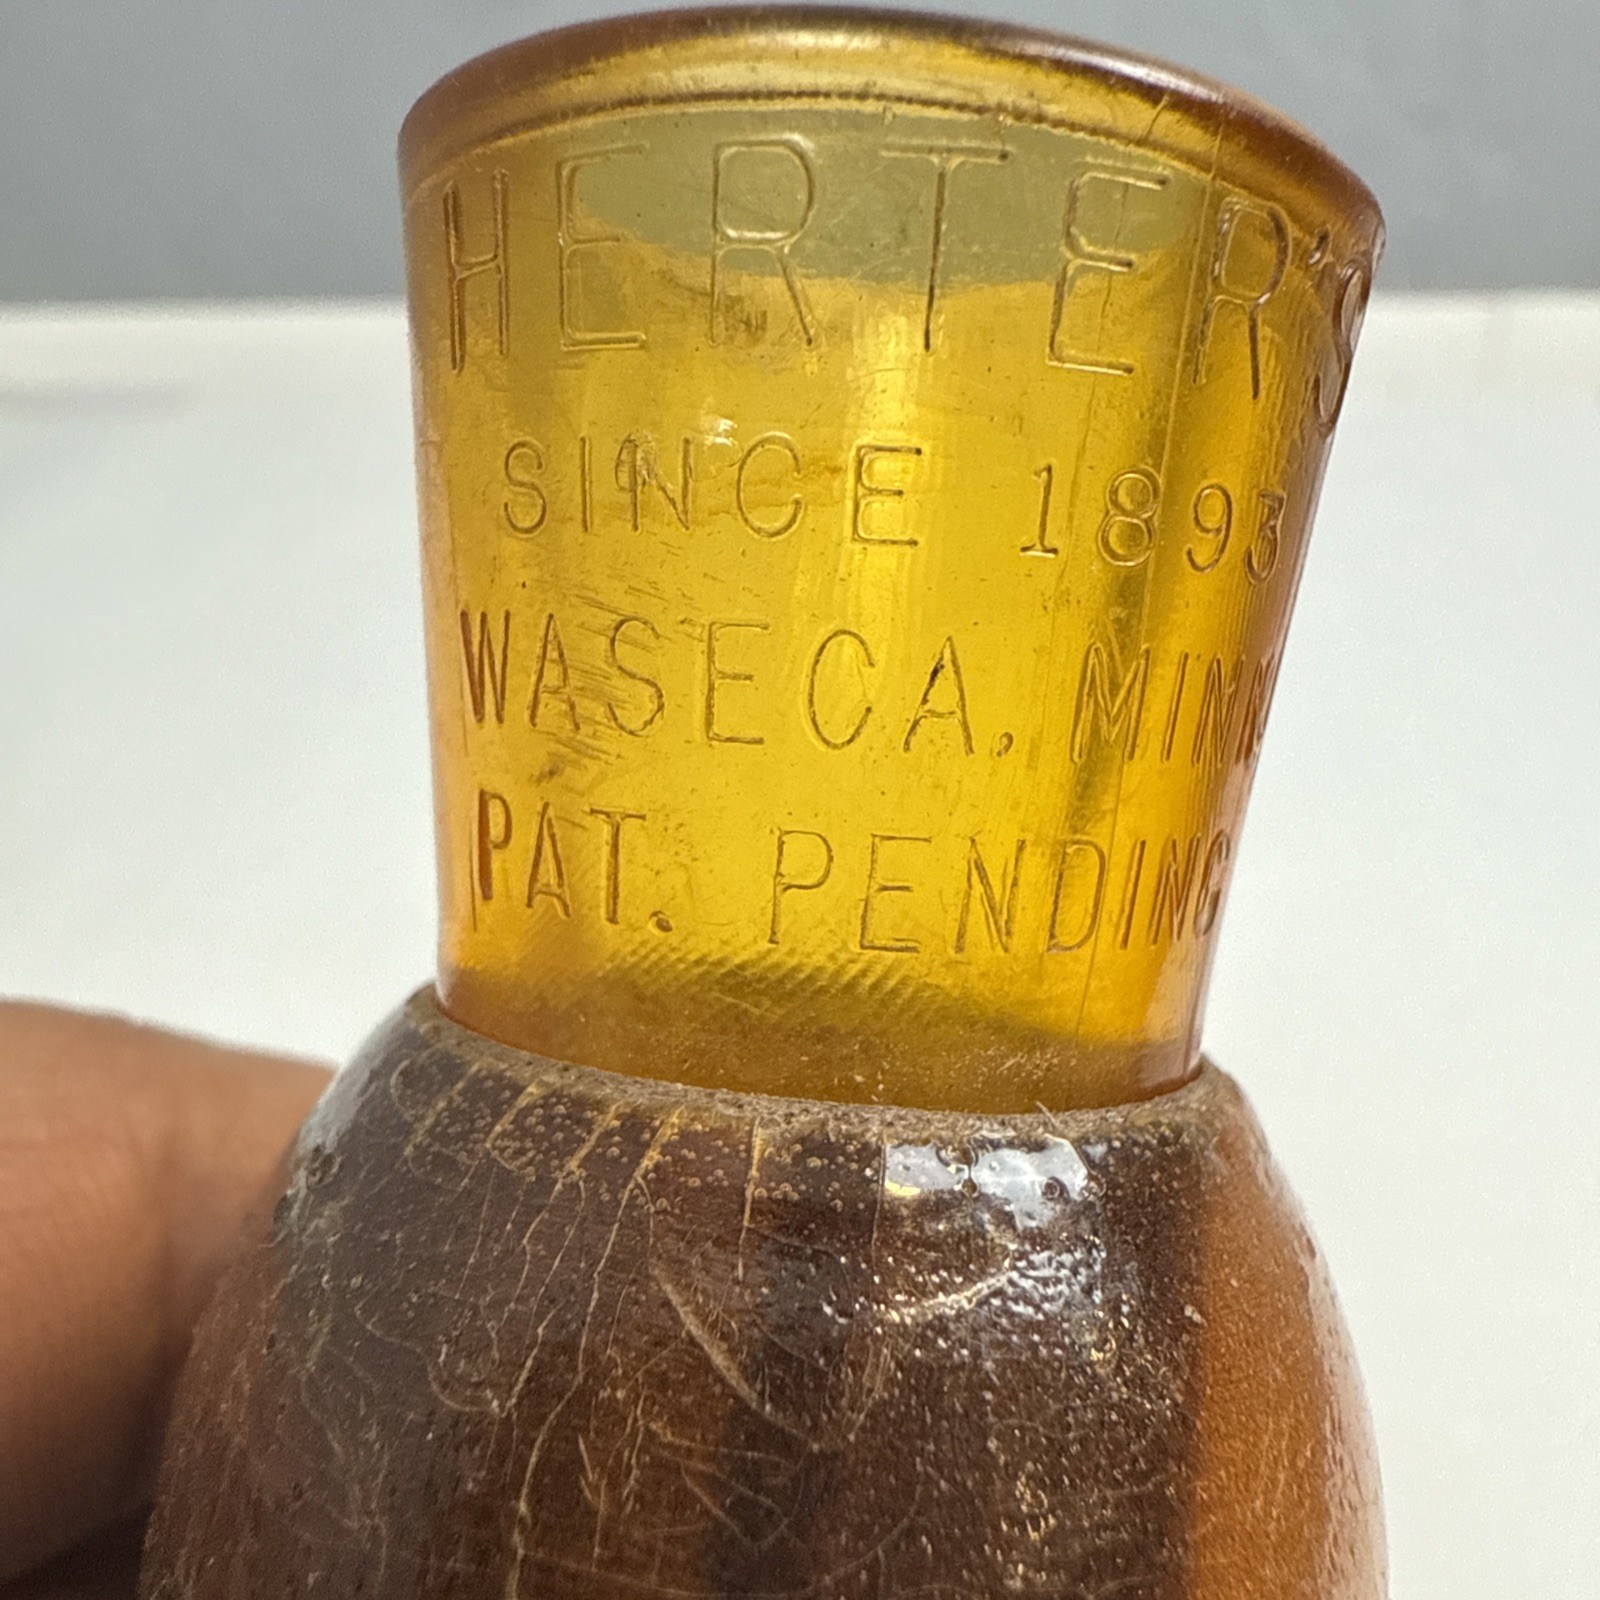 HERTER'S
SINCE 1893
WASECA, MINN
PAT. PENDING